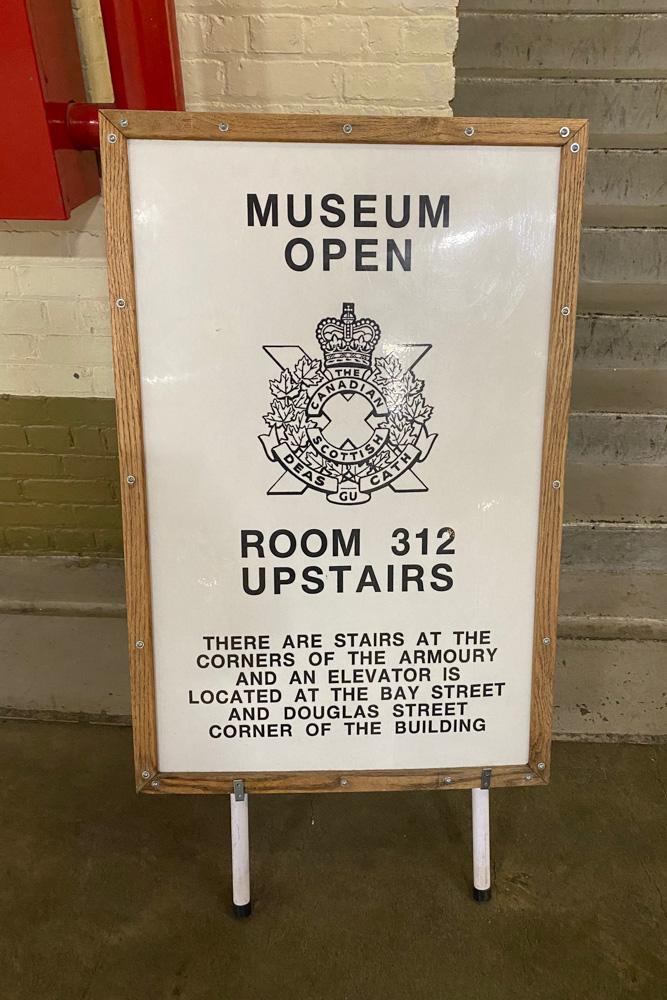 MUSEUM
OPEN
THE
CANADIAN
SCOTTISH
DEAS GU CATH
ROOM 312
UPSTAIRS
THERE ARE STAIRS AT THE
CORNERS OF THE ARMOURY
AND AN ELEVATOR IS
LOCATED AT THE BAY STREET
AND DOUGLAS STREET
CORNER OF THE BUILDING